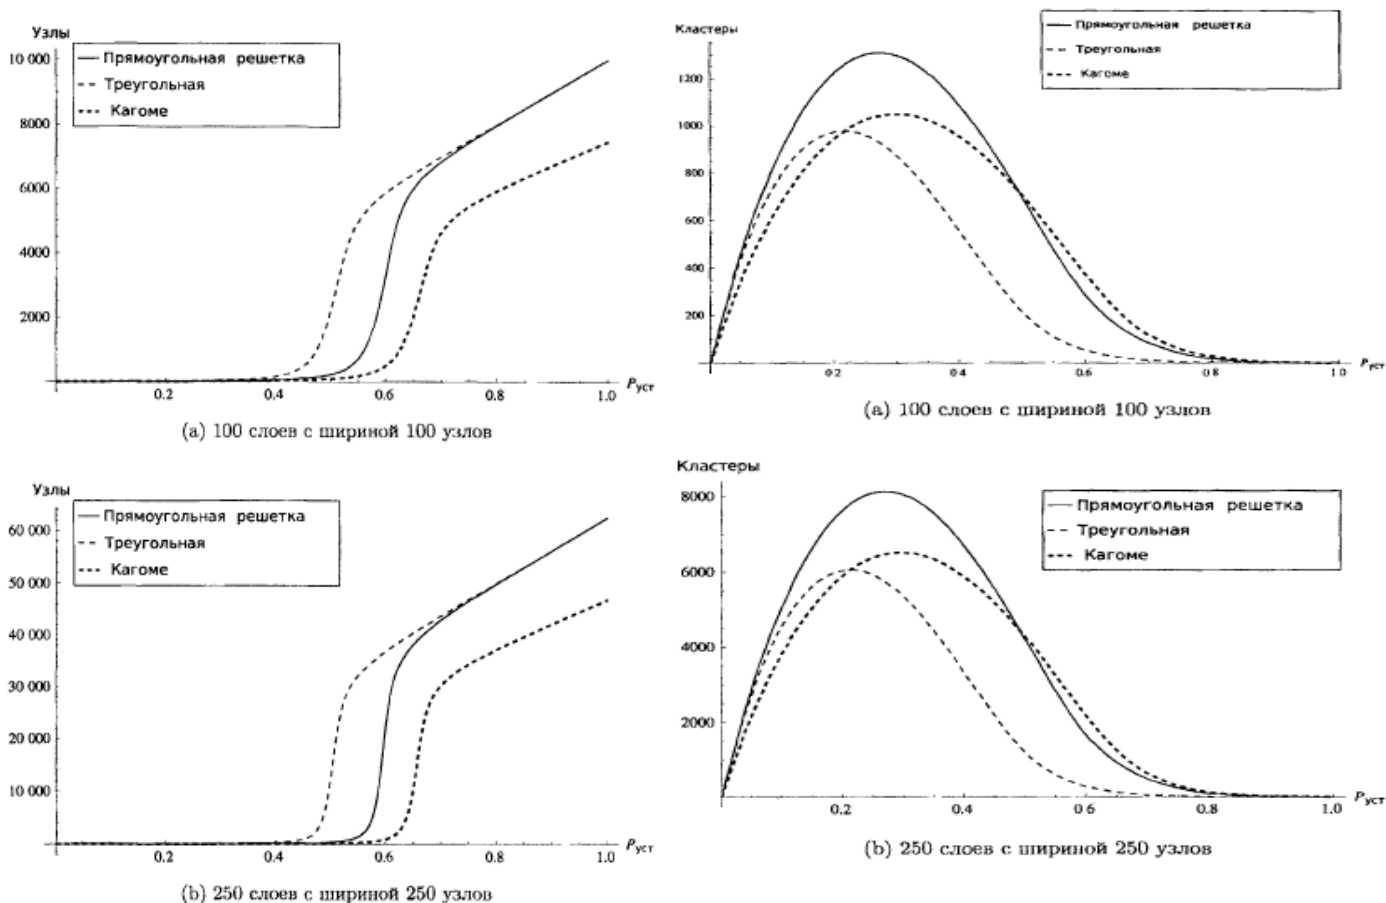 Узлы
Прямоугольная решетка
Треугольная
Кагоме
10 000
8000
6000
4000
2000
0.2
0.4
0.6
0.8
1.0
Pуст
(a) 100 слоев с шириной 100 узлов
Кластеры
Прямоугольная решетка
Треугольная
Кагоме
1200
1000
800
600
400
200
0.2
0.4
0.6
0.8
1.0
Pуст
(a) 100 слоев с шириной 100 узлов
Узлы
Прямоугольная решетка
Треугольная
Кагоме
60 000
50 000
40 000
30 000
20 000
10 000
0.2
0.4
0.6
0.8
1.0
Pуст
(b) 250 слоев с шириной 250 узлов
Кластеры
Прямоугольная решетка
Треугольная
Кагоме
8000
6000
4000
2000
0.2
0.4
0.6
0.8
1.0
Pуст
(b) 250 слоев с шириной 250 узлов